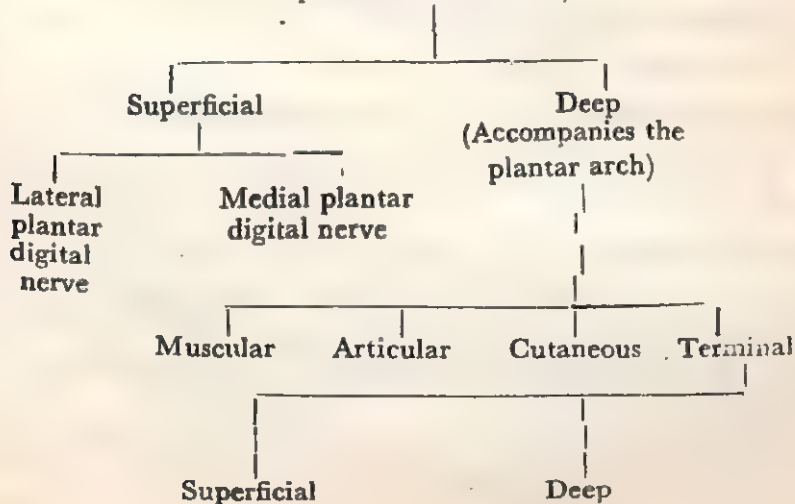 Superficial
Deep
(Accompanies the
plantar arch)
Lateral
plantar
digital
nerve
Medial plantar
digital nerve
Muscular Articular Cutaneous Terminal
Superficial Deep